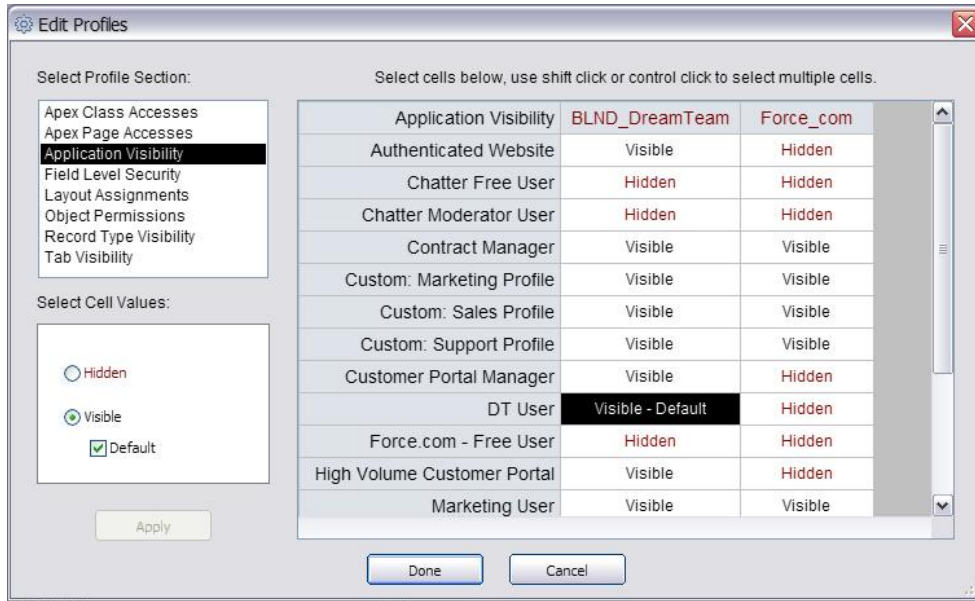 Edit Profiles
Select Profile Section:
Apex Class Accesses
Apex Page Accesses
Application Visibility
Field Level Security
Layout Assignments
Object Permissions
Record Type Visibility
Tab Visibility
Select Cell Values:
Hidden
Visible
Default
Apply
Select cells below, use shift click or control click to select multiple cells.
Application Visibility BLND_DreamTeam Force_com
Authenticated Website Visible Hidden
Chatter Free User Hidden Hidden
Chatter Moderator User Hidden Hidden
Contract Manager Visible Visible
Custom: Marketing Profile Visible Visible
Custom: Sales Profile Visible Visible
Custom: Support Profile Visible Visible
Customer Portal Manager Visible Hidden
DT User Visible - Default Hidden
Force.com - Free User Hidden Hidden
High Volume Customer Portal Visible Hidden
Marketing User Visible Visible
Done Cancel